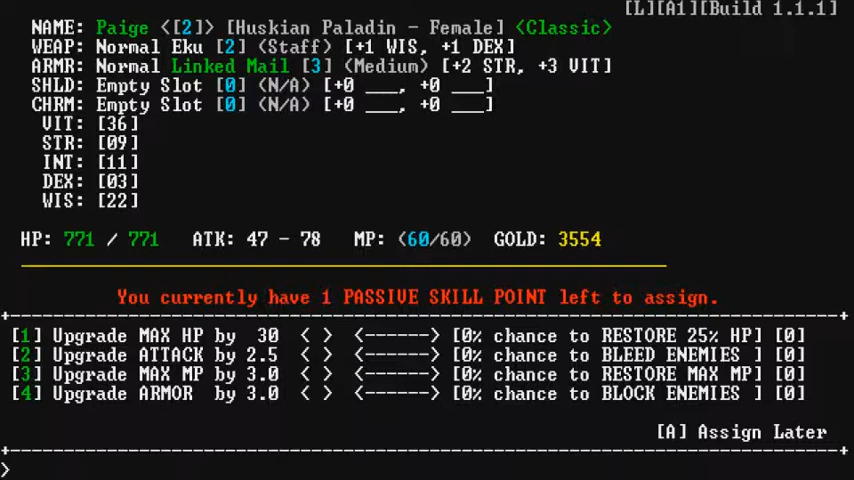 [L][A1][Build 1.1.1]
NAME: Paige <[2]> [Huskian Paladin - Female] <Classic>
WEAP: Normal Eku [2] (Staff) [+1 WIS, +1 DEX]
ARMR: Normal Linked Mail [3] (Medium) [+2 STR, +3 VIT]
SHLD: Empty Slot [0] (N/A) [+0 ___, +0 ___]
CHRM: Empty Slot [0] (N/A) [+0 ___, +0 ___]
VIT: [36]
STR: [09]
INT: [11]
DEX: [03]
WIS: [22]
HP: 771 / 771 ATK: 47 - 78 MP: (60/60) GOLD: 3554
You currently have 1 PASSIVE SKILL POINT left to assign.
[1] Upgrade MAX HP by 30 < > <------> [0% chance to RESTORE 25% HP] [0]
[2] Upgrade ATTACK by 2.5 < > <------> [0% chance to BLEED ENEMIES ] [0]
[3] Upgrade MAX MP by 3.0 < > <------> [0% chance to RESTORE MAX MP] [0]
[4] Upgrade ARMOR by 3.0 < > <------> [0% chance to BLOCK ENEMIES ] [0]
[A] Assign Later
>